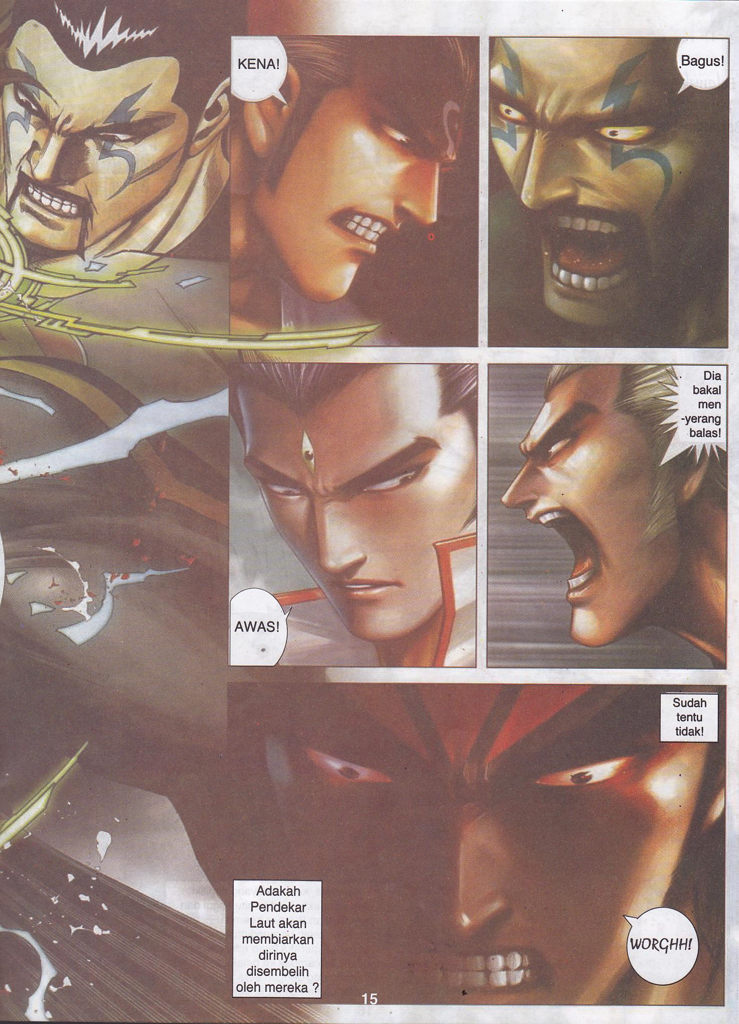 KENA!
Bagus!
Dia
bakal
men
-yerang
balas!
AWAS!
Sudah
tentu
tidak!
Adakah
Pendekar
Laut akan
membiarkan
dirinya
disembelih
oleh mereka ?
WORGHH!
15